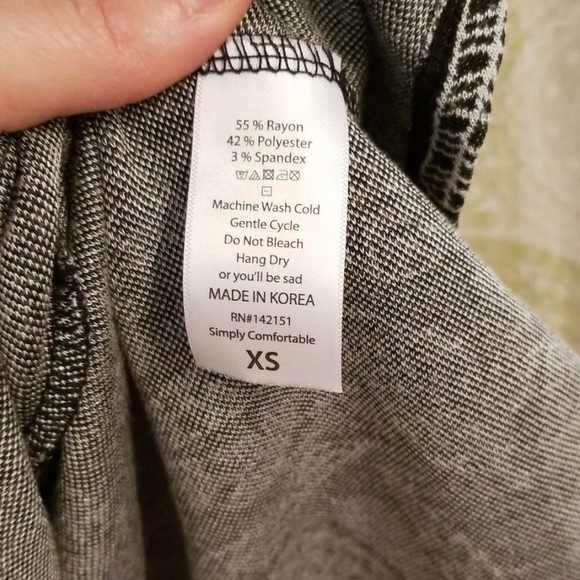 55 % Rayon
42 % Polyester
3 % Spandex
Machine Wash Cold
Gentle Cycle
Do Not Bleach
Hang Dry
or you'll be sad
MADE IN KOREA
RN#142151
Simply Comfortable
XS